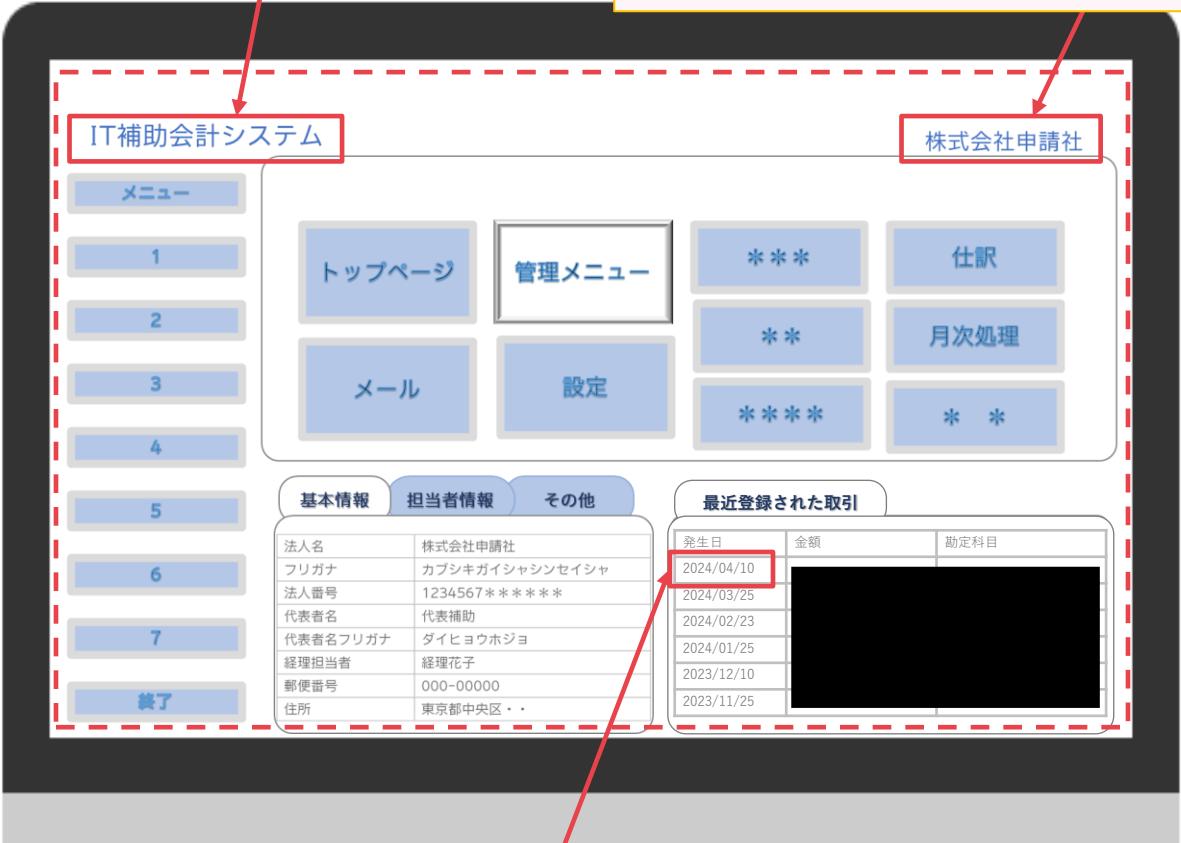 IT補助会計システム
株式会社申請社
メニュー
1
2
3
4
5
6
7
終了
トップページ
管理メニュー
＊＊＊
仕訳
＊＊
月次処理
メール
設定
＊＊＊＊
＊　＊
基本情報 担当者情報 その他
法人名 株式会社申請社
フリガナ カブシキガイシャシンセイシャ
法人番号 1234567＊＊＊＊＊＊
代表者名 代表補助
代表者名フリガナ ダイヒョウホジョ
経理担当者 経理花子
郵便番号 000-00000
住所 東京都中央区・・
最近登録された取引
発生日 金額 勘定科目
2024/04/10
2024/03/25
2024/02/23
2024/01/25
2023/12/10
2023/11/25